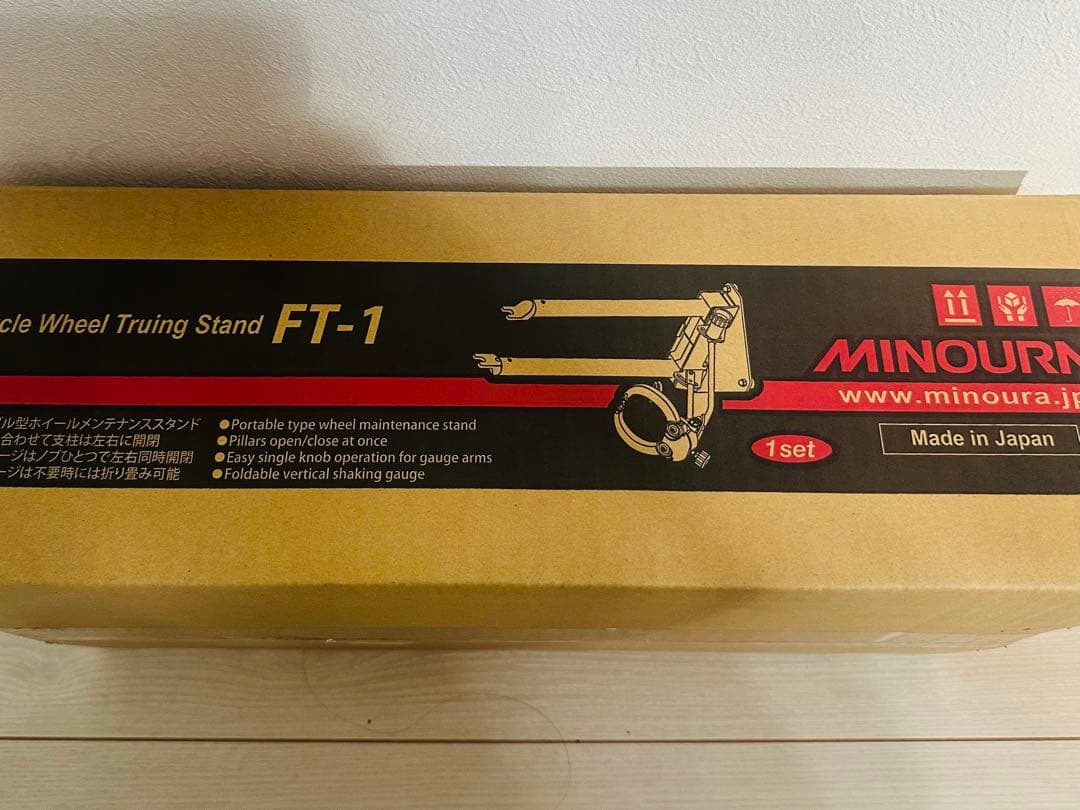 cle Wheel Truing Stand FT-1
MINOURA
www.minoura.jp
ブル型ホイールメンテナンススタンド
合わせて支柱は左右に開閉
ージはノブひとつで左右同時開閉
ージは不要時には折り畳み可能
●Portable type wheel maintenance stand
●Pillars open/close at once
●Easy single knob operation for gauge arms
●Foldable vertical shaking gauge
1set
Made in Japan